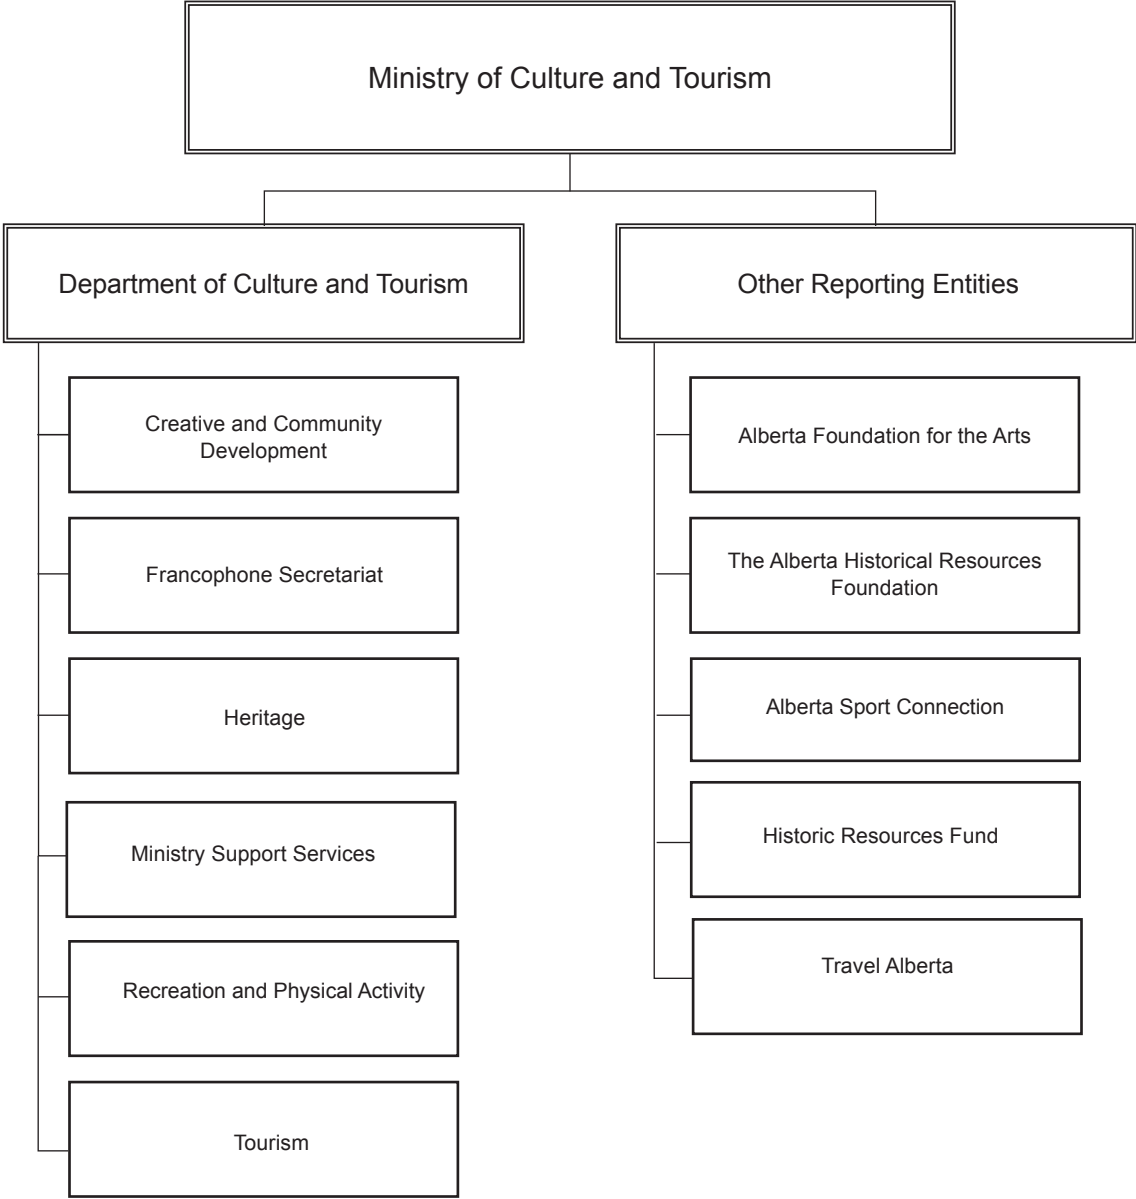 Ministry of Culture and Tourism
Department of Culture and Tourism
Creative and Community
Development
Francophone Secretariat
Heritage
Ministry Support Services
Recreation and Physical Activity
Tourism
Other Reporting Entities
Alberta Foundation for the Arts
The Alberta Historical Resources
Foundation
Alberta Sport Connection
Historic Resources Fund
Travel Alberta